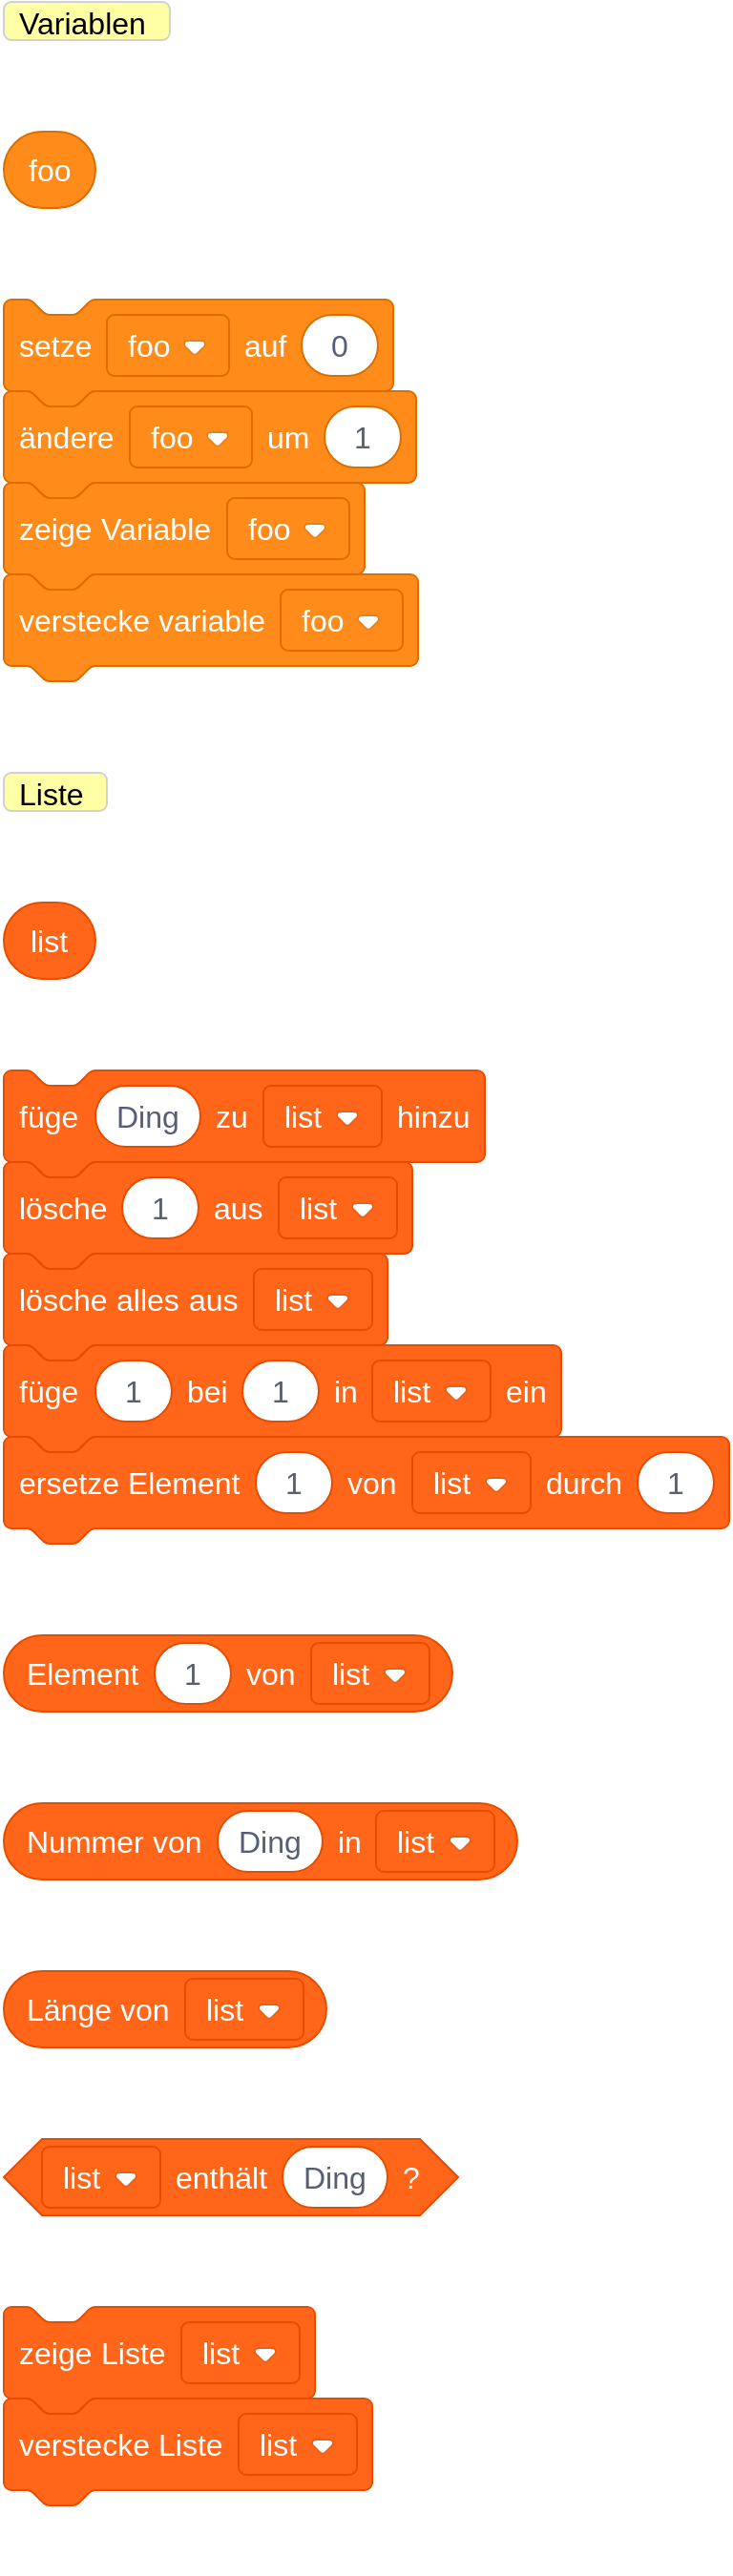 Variablen
foo
setze foo auf 0
ändere foo um 1
zeige Variable foo
verstecke variable foo
Liste
list
füge Ding zu list hinzu
lösche 1 aus list
lösche alles aus list
füge 1 bei 1 in list ein
ersetze Element 1 von list durch 1
Element 1 von list
Nummer von Ding in list
Länge von list
list enthält Ding ?
zeige Liste list
verstecke Liste list